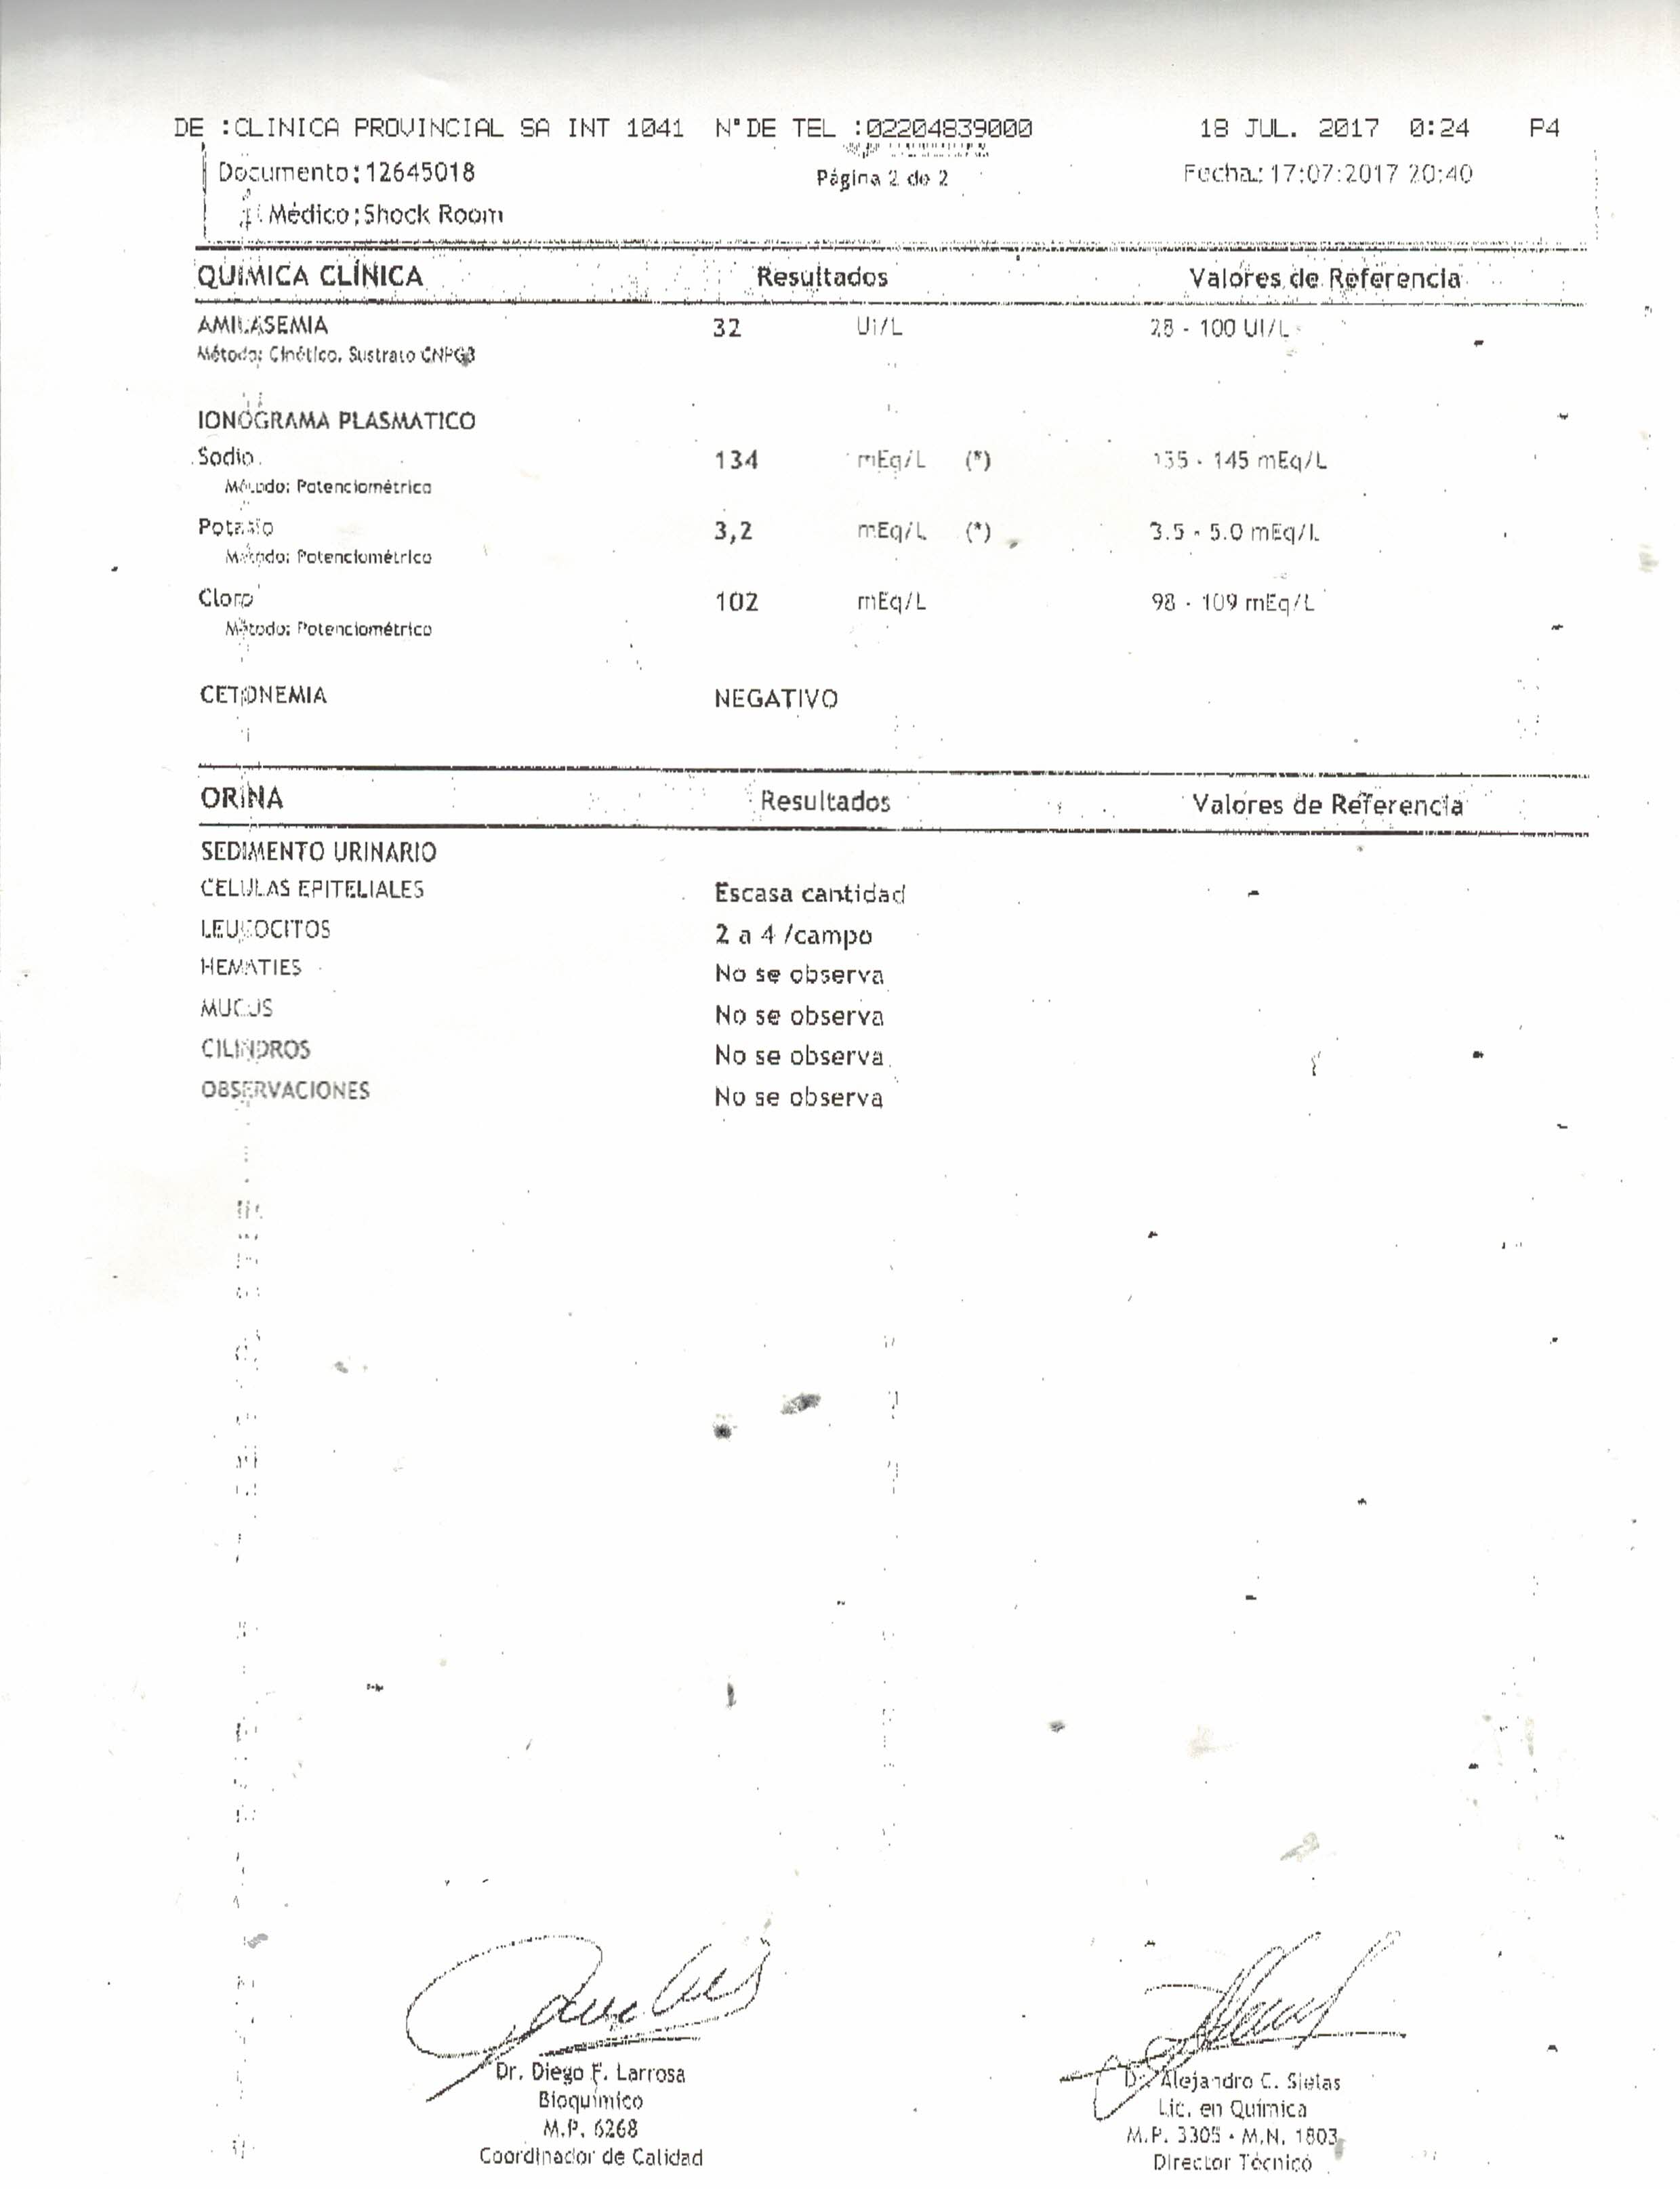 DE :CLINICA PROVINCIAL SA INT 1041 N°DE TEL :02204839000 18 JUL. 2017 0:24 P4
Documento:12645018 Página 2 de 2 Fecha:17:07:2017 20:40
Médico:Shock Room
QUIMICA CLÍNICA Resultados Valores de Referencia
AMILASEMIA 32 UI/L 28 - 100 UI/L
Método: Cinético. Sustrato CNPG3
IONOGRAMA PLASMATICO
Sodio 134 mEq/L (*) 135 - 145 mEq/L
Método: Potenciométrico
Potasio 3,2 mEq/L (*) 3.5 - 5.0 mEq/L
Método: Potenciométrico
Cloro 102 mEq/L 98 - 109 mEq/L
Método: Potenciométrico
CETONEMIA NEGATIVO
ORINA Resultados Valores de Referencia
SEDIMENTO URINARIO
CELULAS EPITELIALES Escasa cantidad
LEUCOCITOS 2 a 4 /campo
HEMATIES No se observa
MUCUS No se observa
CILINDROS No se observa
OBSERVACIONES No se observa
Dr. Diego F. Larrosa
Bioquímico
M.P. 6268
Coordinador de Calidad
Dr. Alejandro C. Sielas
Lic. en Química
M.P. 3305 - M.N. 1803
Director Técnico